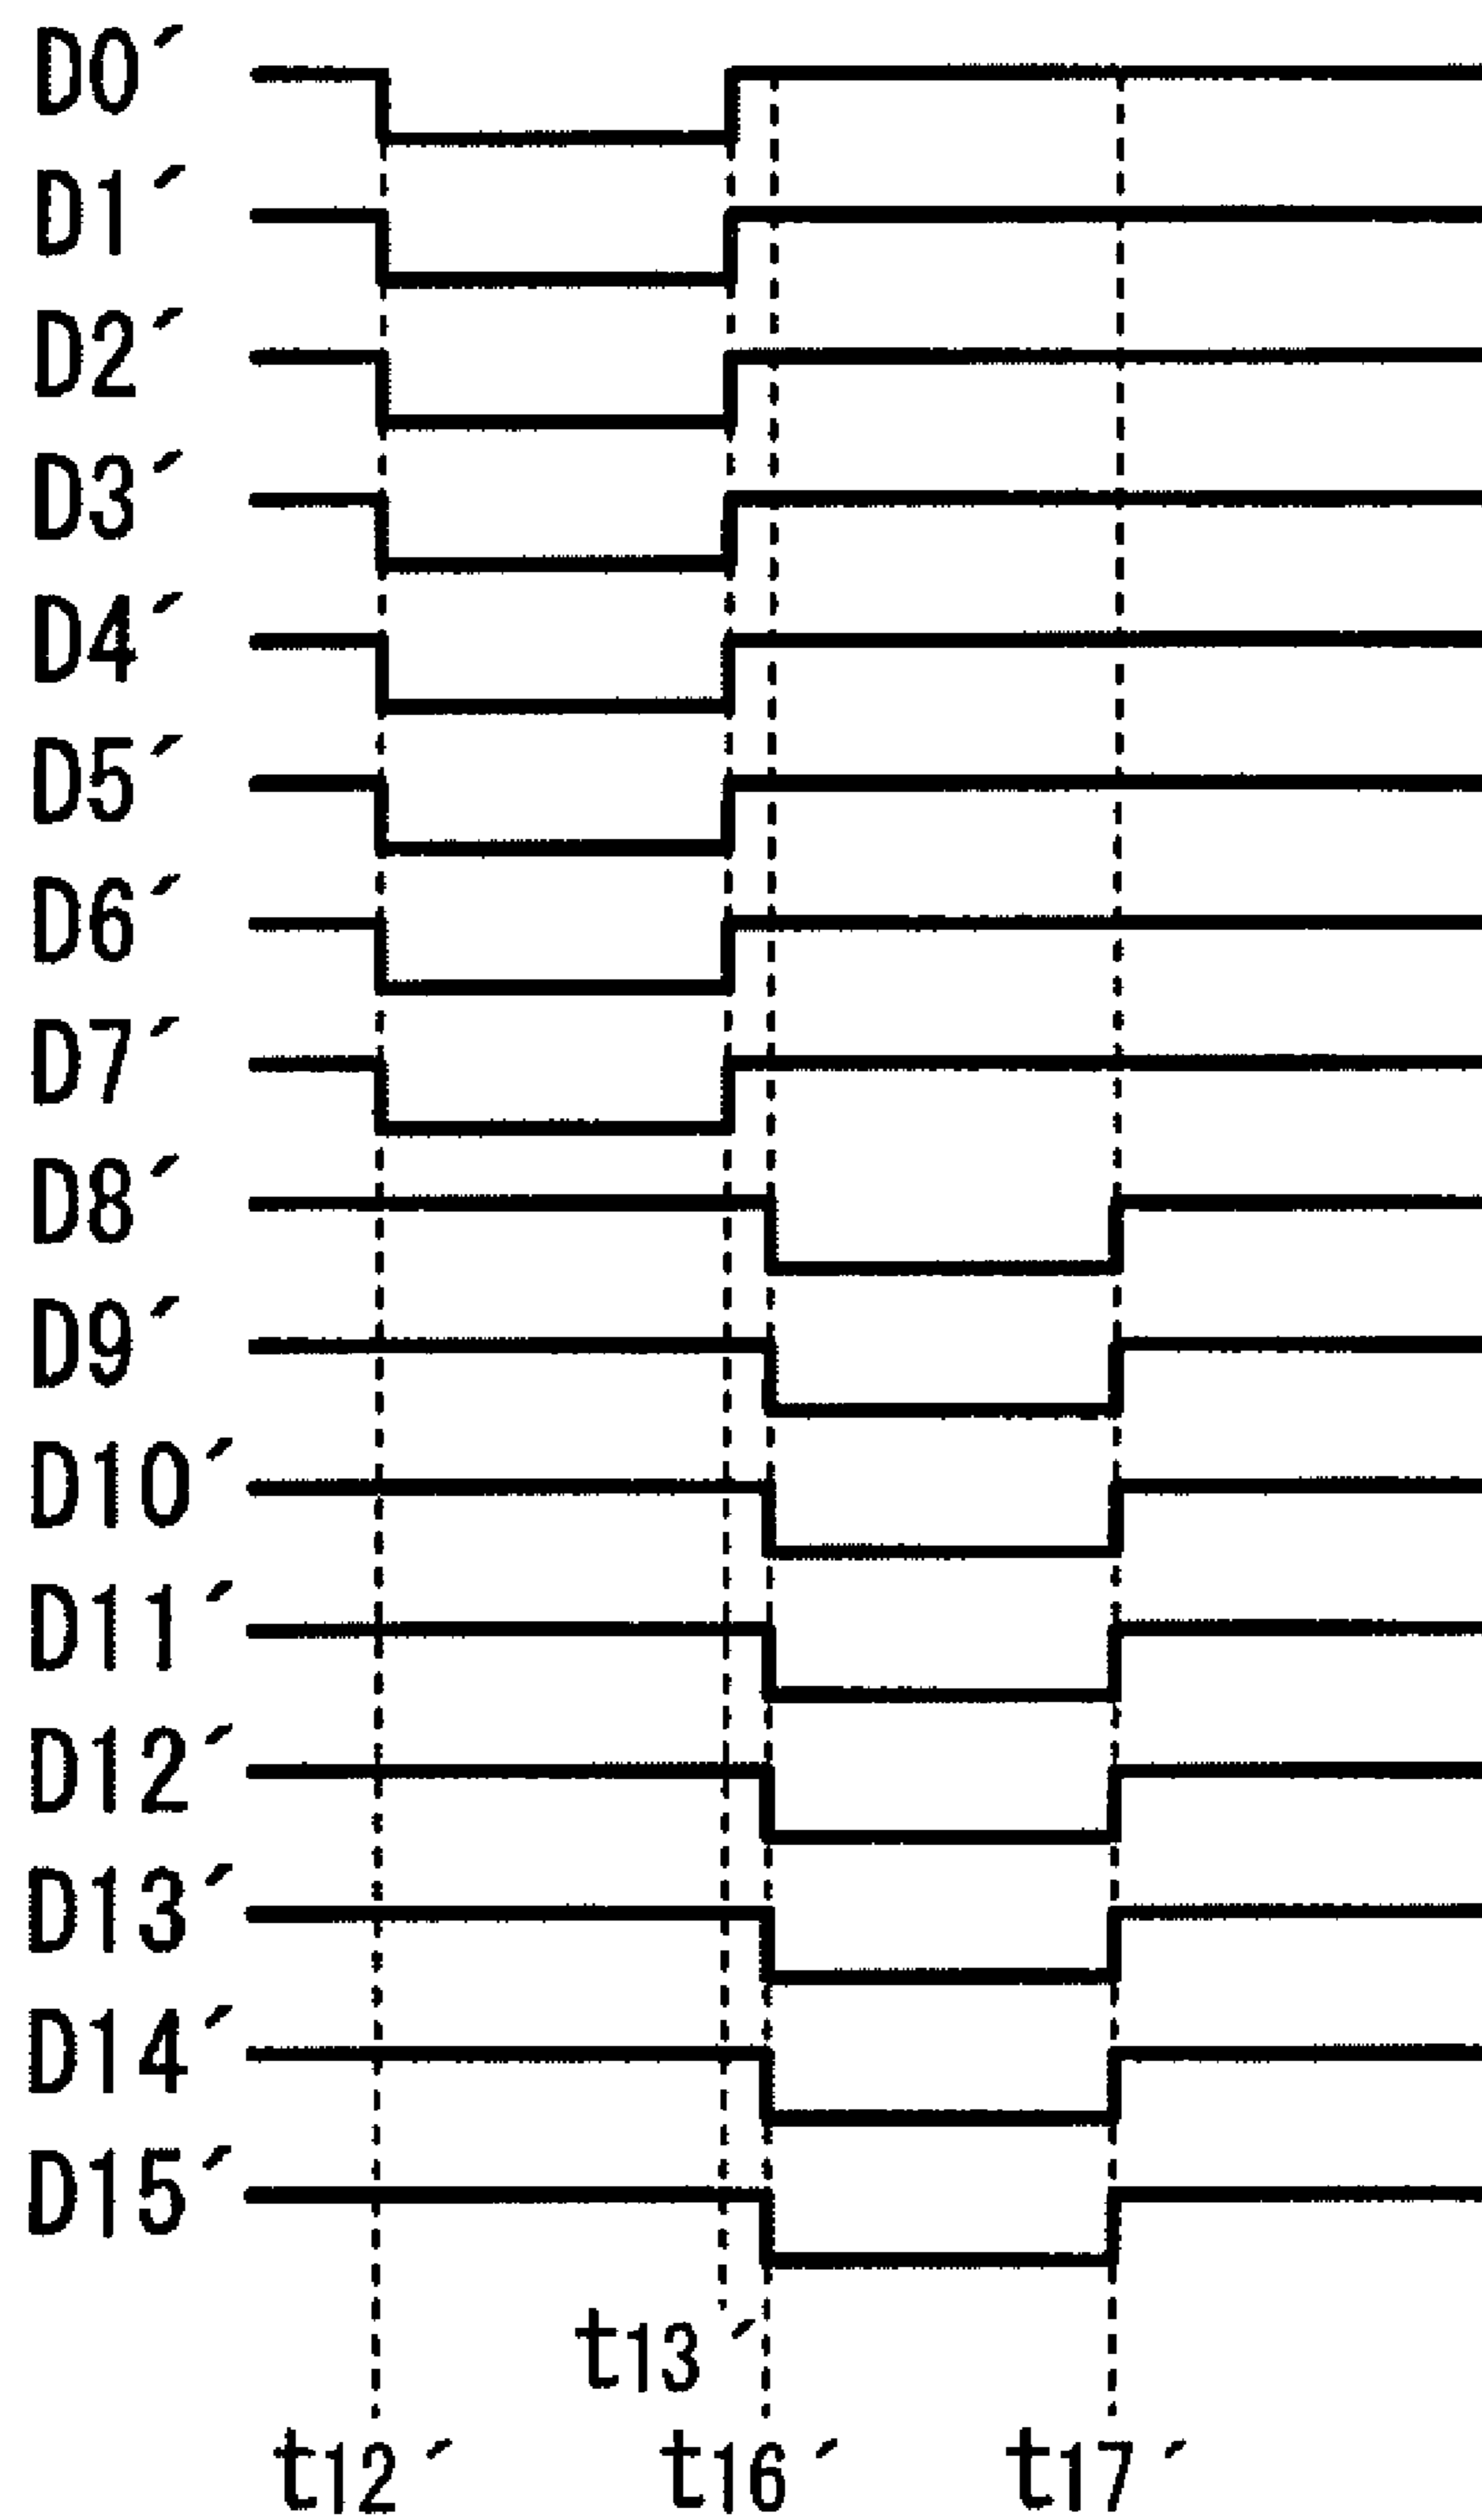 D0´
D1´
D2´
D3´
D4´
D5´
D6´
D7´
D8´
D9´
D10´
D11´
D12´
D13´
D14´
D15´
t13´
t12´ t16´ t17´